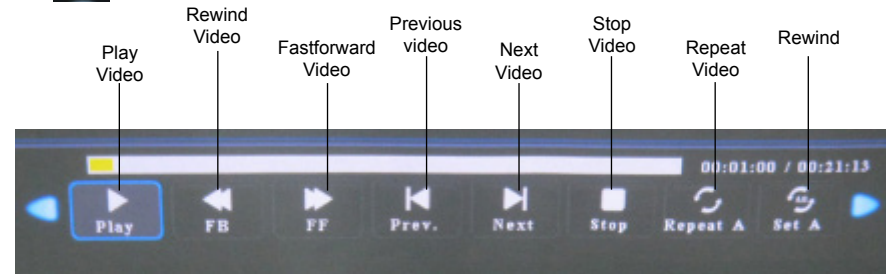 Play Video
Rewind Video
Fastforward Video
Previous video
Next Video
Stop Video
Repeat Video
Rewind
00:01:00 / 00:21:13
Play
FB
FF
Prev.
Next
Stop
Repeat A
Set A